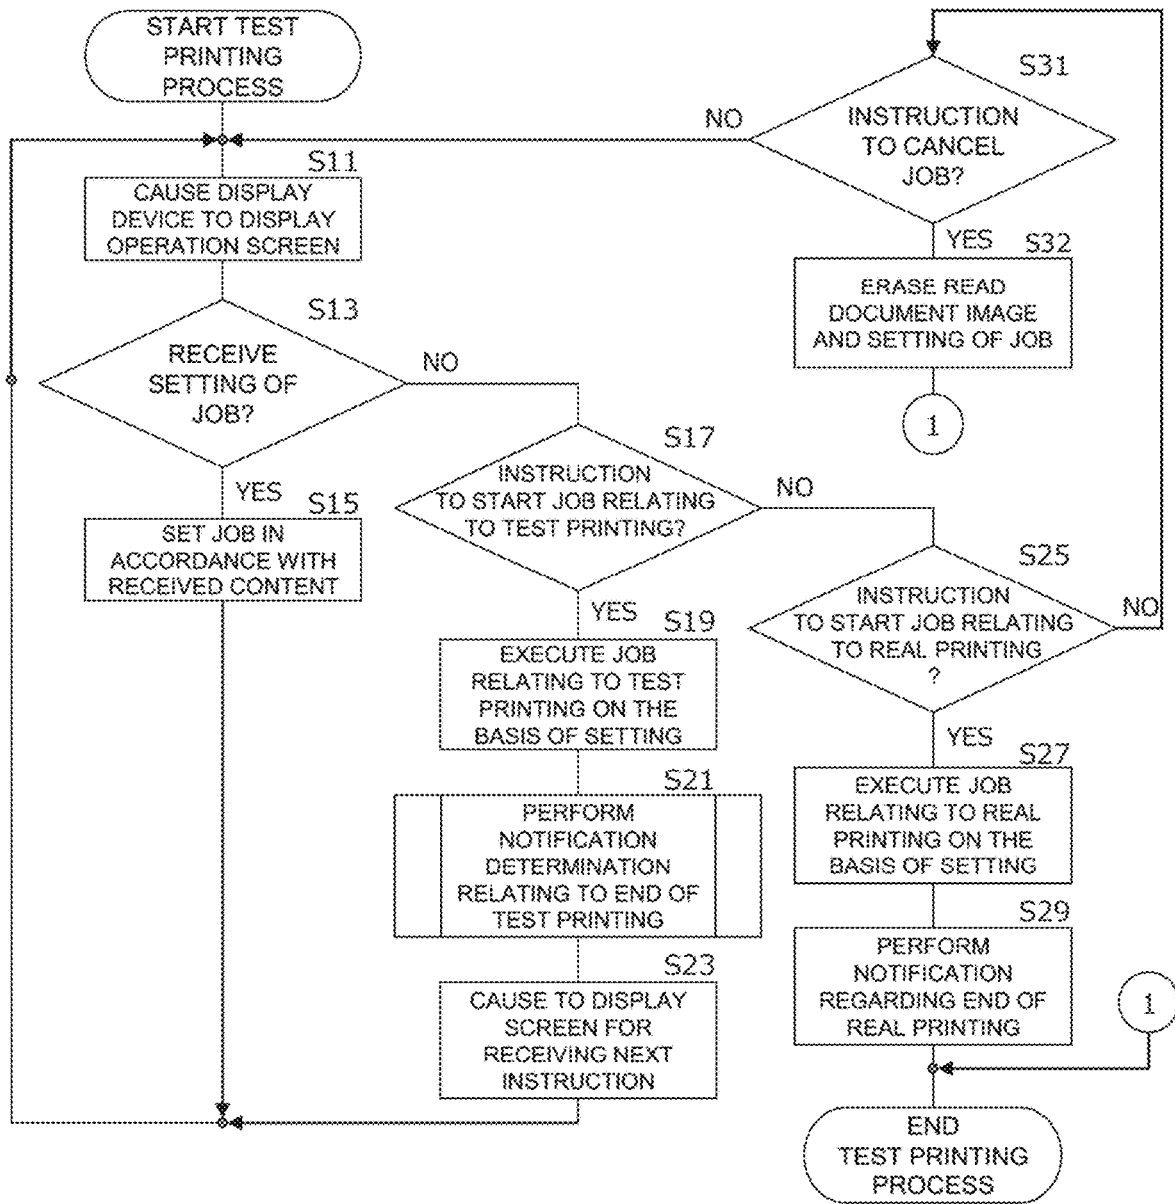 START TEST
PRINTING
PROCESS
S11
CAUSE DISPLAY
DEVICE TO DISPLAY
OPERATION SCREEN
S13
RECEIVE
SETTING OF
JOB?
NO
YES
S15
SET JOB IN
ACCORDANCE WITH
RECEIVED CONTENT
S17
INSTRUCTION
TO START JOB RELATING
TO TEST PRINTING?
NO
YES
S19
EXECUTE JOB
RELATING TO TEST
PRINTING ON THE
BASIS OF SETTING
S21
PERFORM
NOTIFICATION
DETERMINATION
RELATING TO END OF
TEST PRINTING
S23
CAUSE TO DISPLAY
SCREEN FOR
RECEIVING NEXT
INSTRUCTION
S25
INSTRUCTION
TO START JOB RELATING
TO REAL PRINTING
?
NO
YES
S27
EXECUTE JOB
RELATING TO REAL
PRINTING ON THE
BASIS OF SETTING
S29
PERFORM
NOTIFICATION
REGARDING END OF
REAL PRINTING
1
END
TEST PRINTING
PROCESS
S31
INSTRUCTION
TO CANCEL
JOB?
NO
YES
S32
ERASE READ
DOCUMENT IMAGE
AND SETTING OF JOB
1